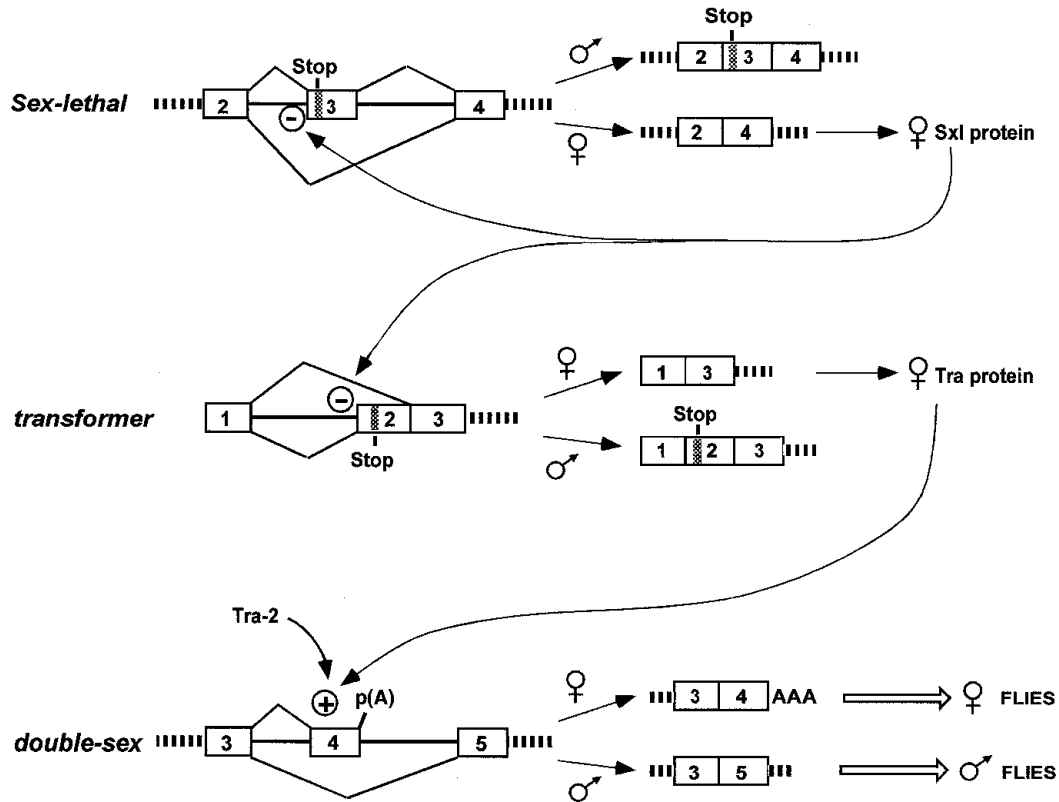 Stop
2 3 4
Stop
Sex-lethal 2 - 3 4
2 4 ♀ Sxl protein
♂
♀
♀
1 3 ♀ Tra protein
transformer 1 - 2 3
Stop
Stop
1 2 3
♂
Tra-2
+ p(A)
♀
3 4 AAA ♀ FLIES
double-sex 3 4 5
3 5 ♂ FLIES
♂